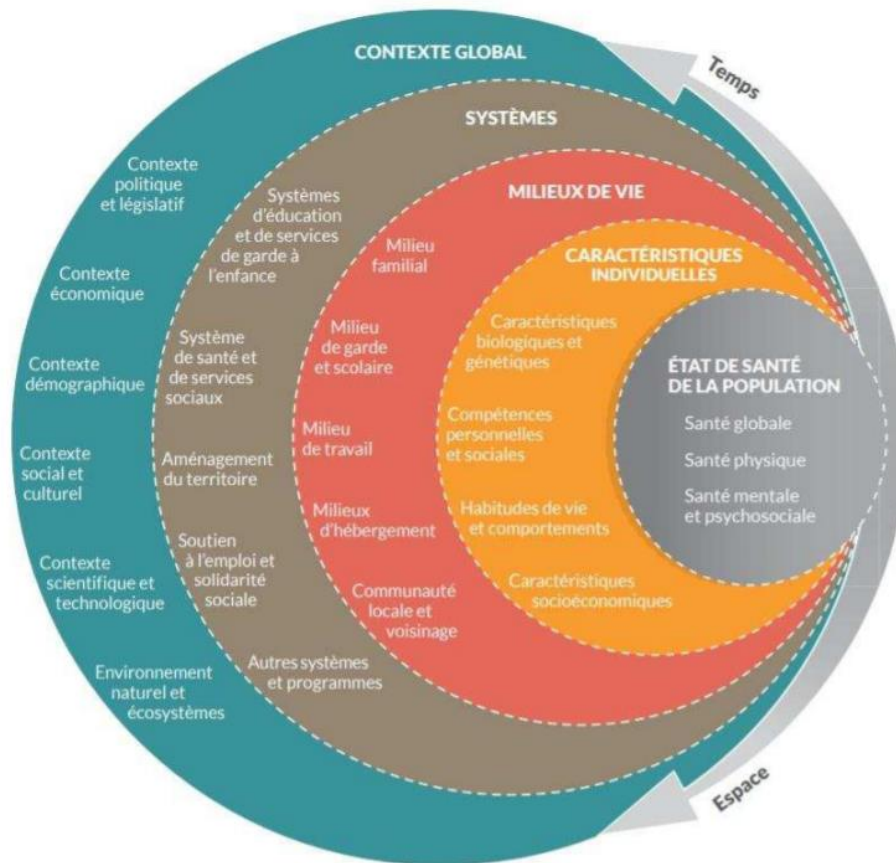 CONTEXTE GLOBAL
Temps
SYSTÈMES
MILIEUX DE VIE
CARACTÉRISTIQUES
INDIVIDUELLES
ÉTAT DE SANTÉ
DE LA POPULATION
Contexte
politique
et législatif
Contexte
économique
Contexte
démographique
Contexte
social et
culturel
Contexte
scientifique et
technologique
Environnement
naturel et
écosystèmes
Systèmes
d'éducation
et de services
de garde à
l'enfance
Système
de santé et
de services
sociaux
Aménagement
du territoire
Soutien
à l'emploi et
solidarité
sociale
Autres systèmes
et programmes
Milieu
familial
Milieu
de garde
et scolaire
Milieu
de travail
Milieux
d'hébergement
Communauté
locale et
voisinage
Caractéristiques
biologiques et
génétiques
Compétences
personnelles
et sociales
Habitudes de vie
et comportements
Caractéristiques
socioéconomiques
Santé globale
Santé physique
Santé mentale
et psychosociale
Espace